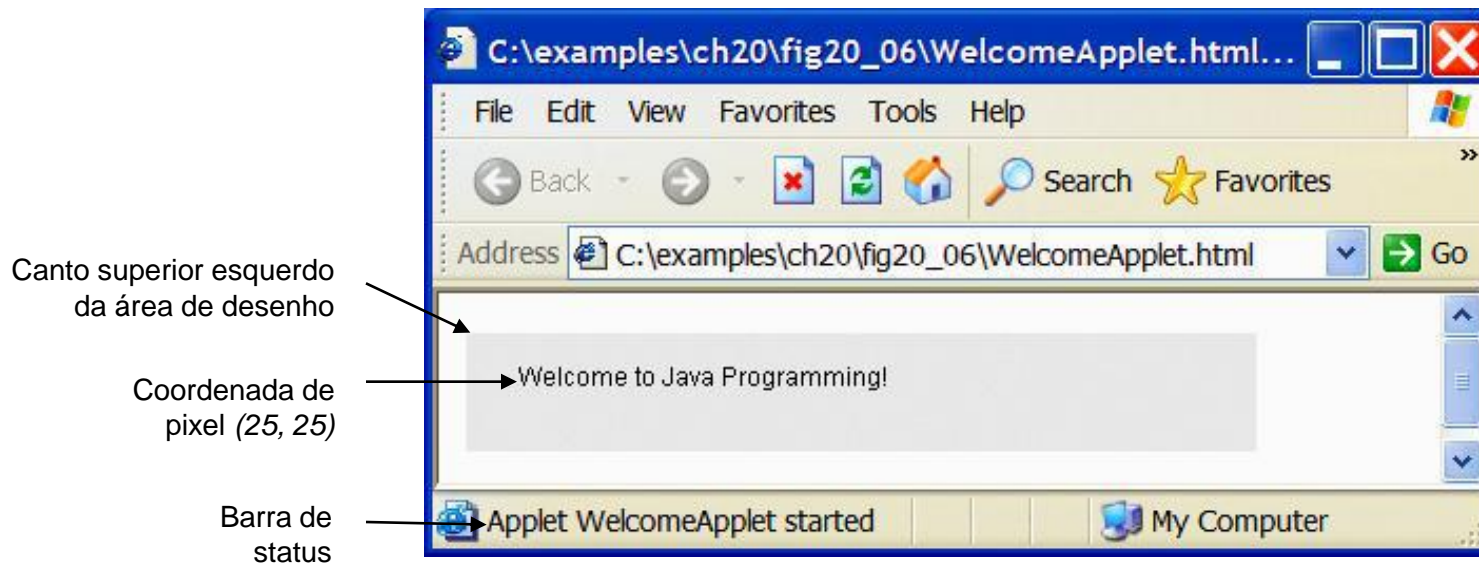 C:\examples\ch20\fig20_06\WelcomeApplet.html...
File Edit View Favorites Tools Help
Back Search Favorites »
Address C:\examples\ch20\fig20_06\WelcomeApplet.html Go
Canto superior esquerdo
da área de desenho
Welcome to Java Programming!
Coordenada de
pixel (25, 25)
Barra de
status
Applet WelcomeApplet started My Computer